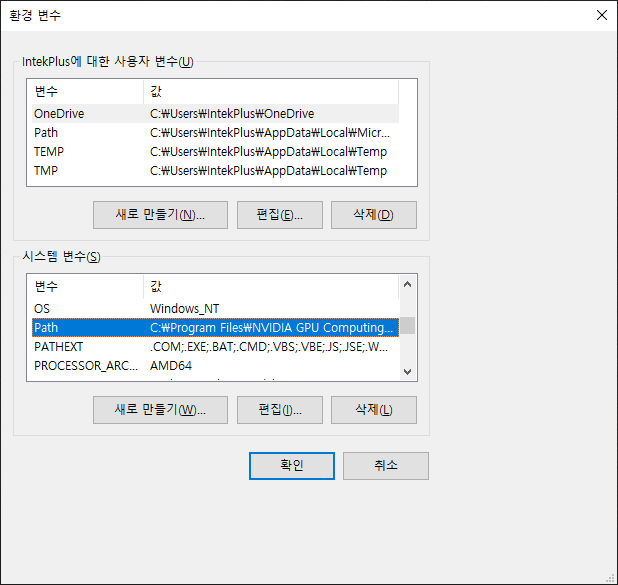 환경 변수
IntekPlus에 대한 사용자 변수(U)
변수 값
OneDrive C:₩Users₩IntekPlus₩OneDrive
Path C:₩Users₩IntekPlus₩AppData₩Local₩Micr...
TEMP C:₩Users₩IntekPlus₩AppData₩Local₩Temp
TMP C:₩Users₩IntekPlus₩AppData₩Local₩Temp
새로 만들기(N)... 편집(E)... 삭제(D)
시스템 변수(S)
변수 값
OS Windows_NT
Path C:₩Program Files₩NVIDIA GPU Computing...
PATHEXT .COM;.EXE;.BAT;.CMD;.VBS;.VBE;.JS;.JSE;.W...
PROCESSOR_ARC... AMD64
새로 만들기(W)... 편집(I)... 삭제(L)
확인 취소